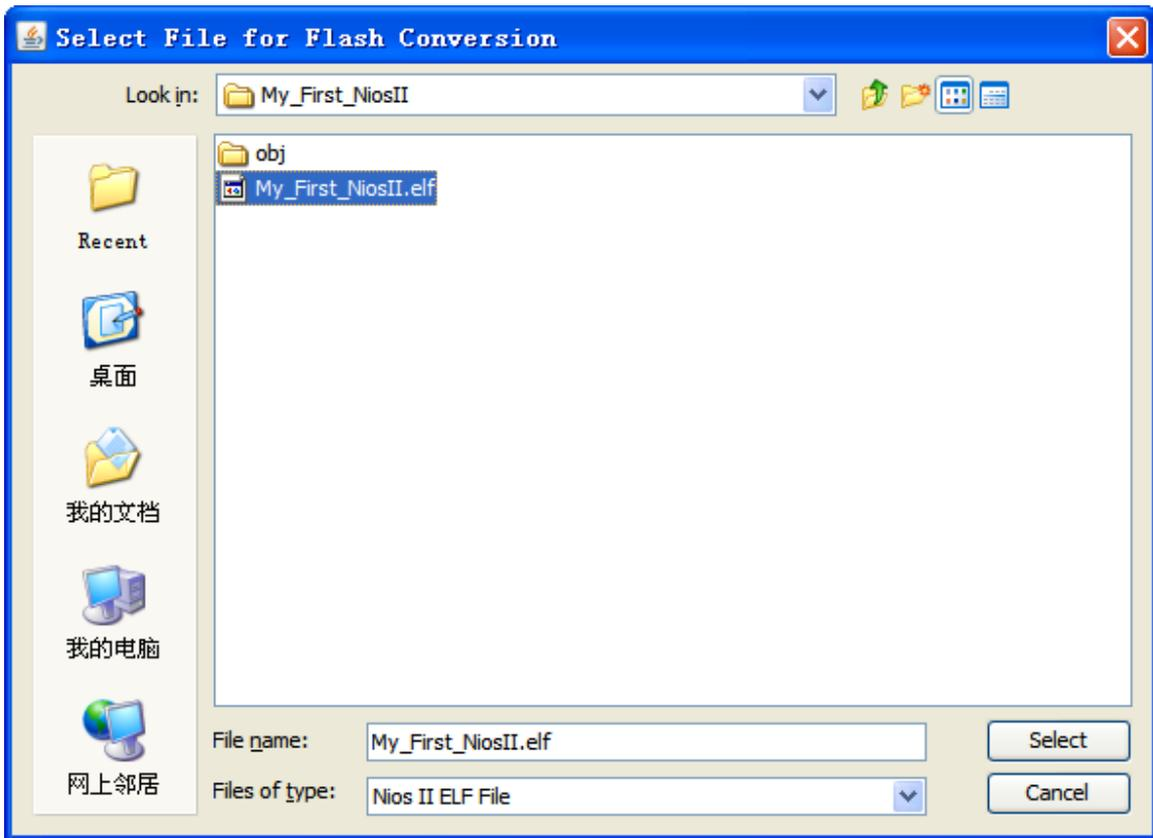 Select File for Flash Conversion
Look in:
My_First_NiosII
obj
My_First_NiosII.elf
Recent
桌面
我的文档
我的电脑
网上邻居
File name:
My_First_NiosII.elf
Select
Files of type:
Nios II ELF File
Cancel